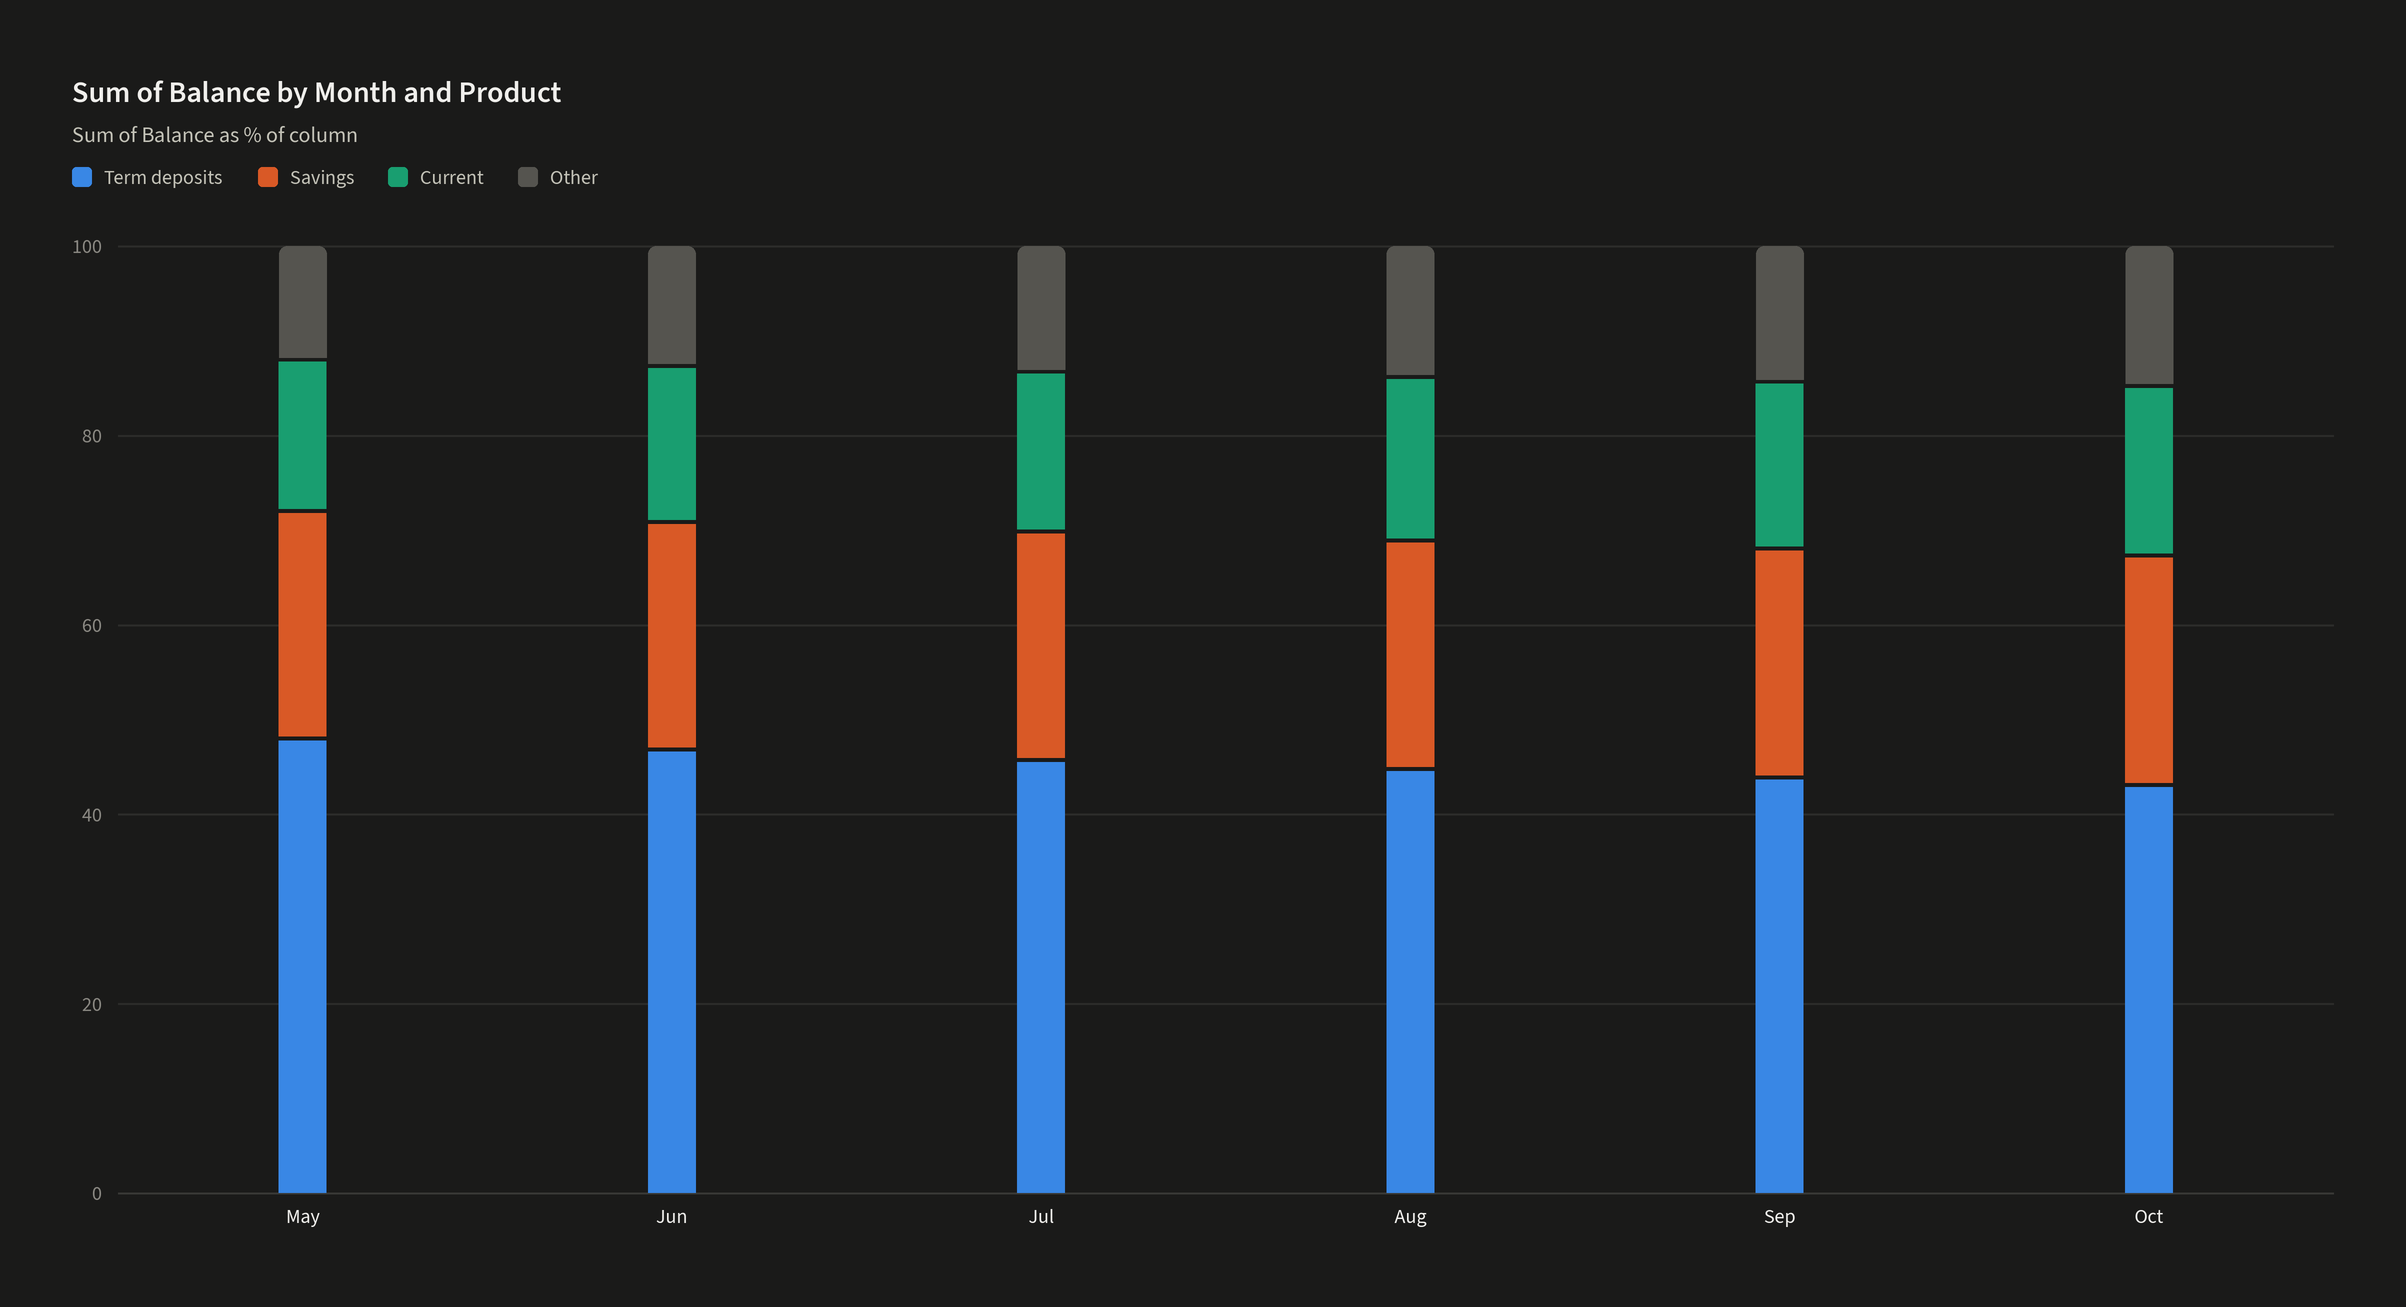 Sum of Balance by Month and Product
Sum of Balance as % of column
Term deposits Savings Current Other
100
80
60
40
20
0
May Jun Jul Aug Sep Oct